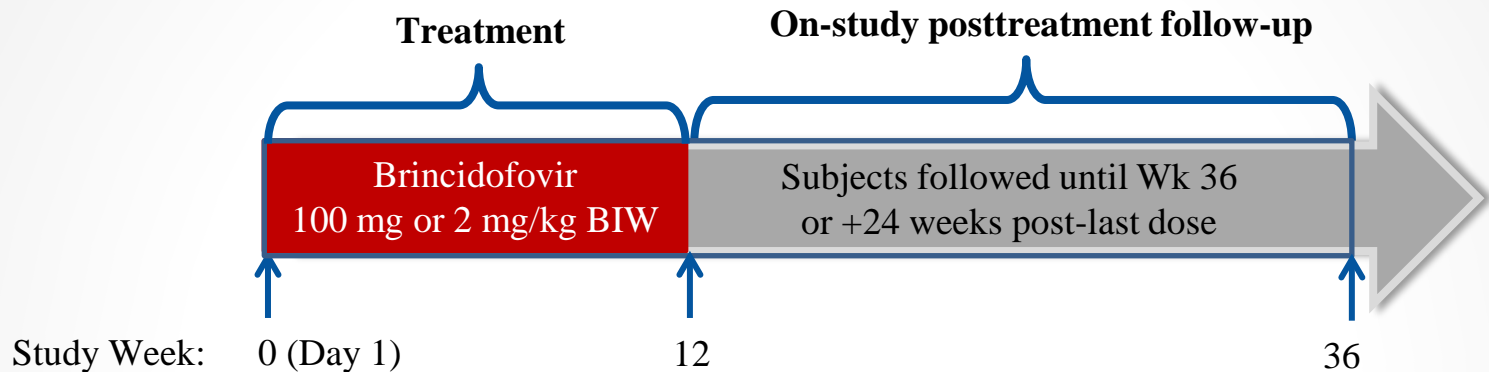 Treatment
On-study posttreatment follow-up
Brincidofovir
100 mg or 2 mg/kg BIW
Subjects followed until Wk 36
or +24 weeks post-last dose
Study Week: 0 (Day 1) 12 36